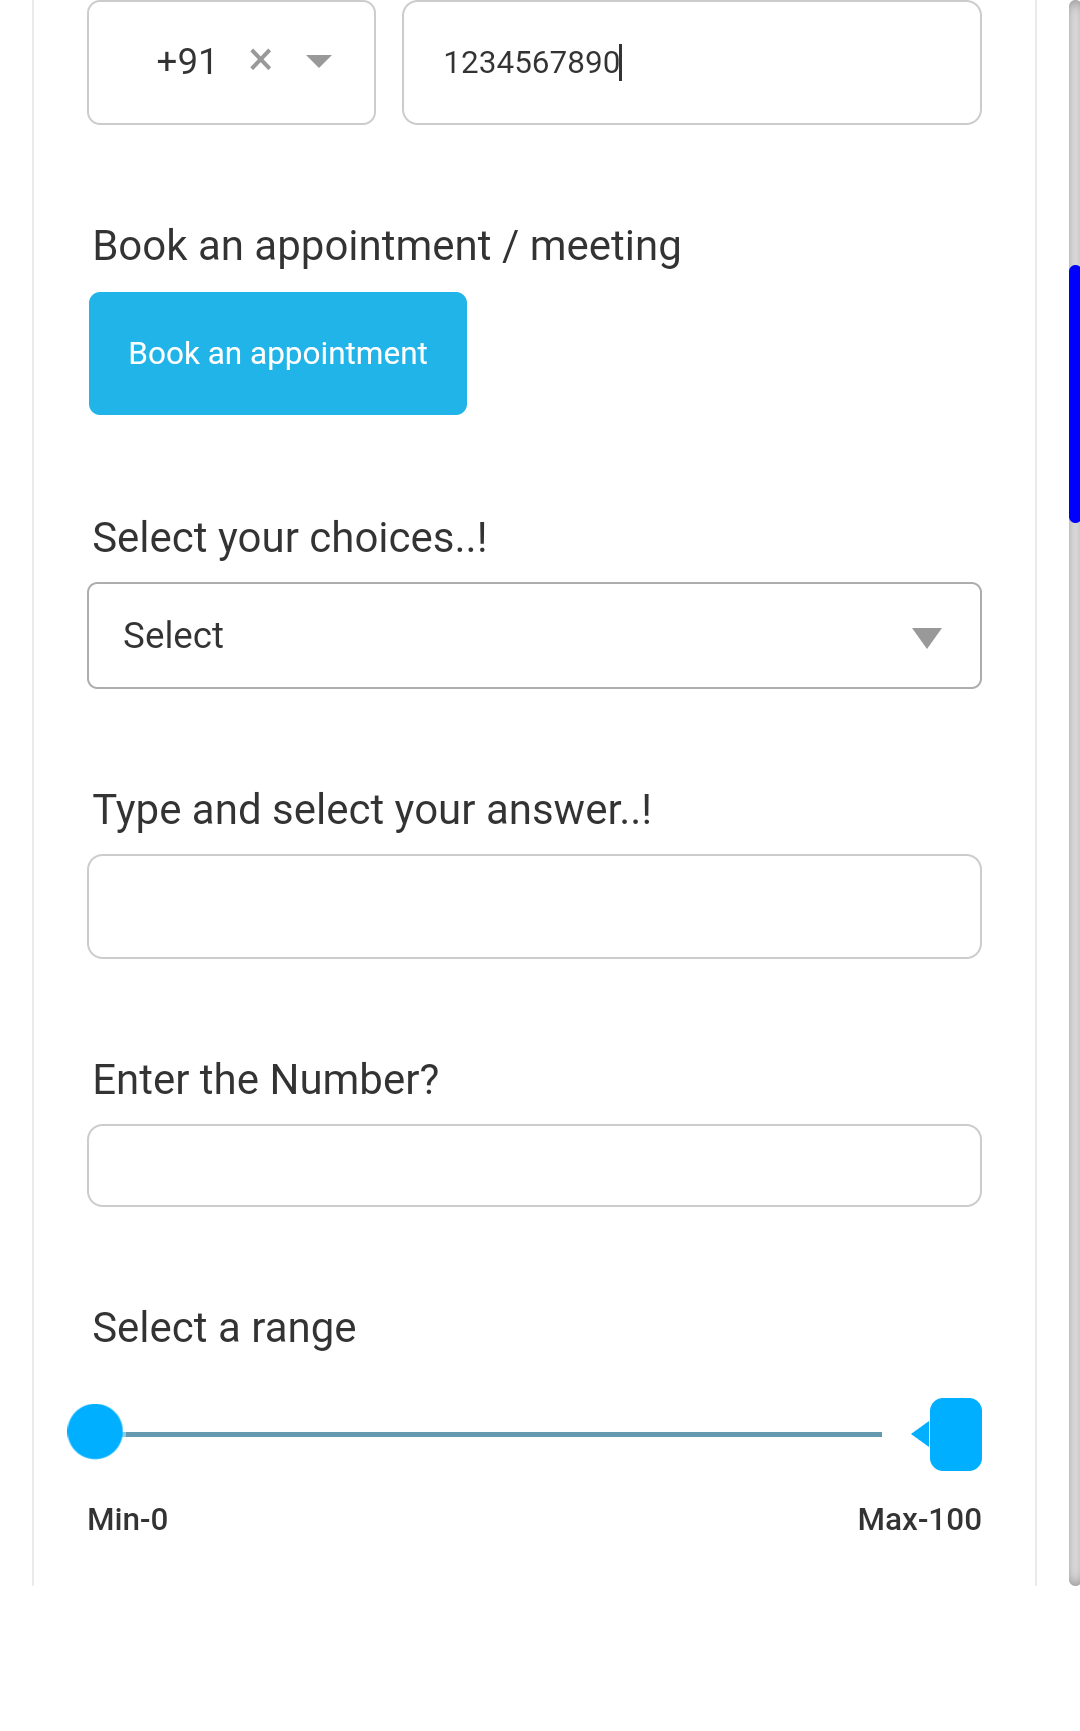 +91 × 1234567890
Book an appointment / meeting
Book an appointment
Select your choices..!
Select
Type and select your answer..!
Enter the Number?
Select a range
Min-0 Max-100